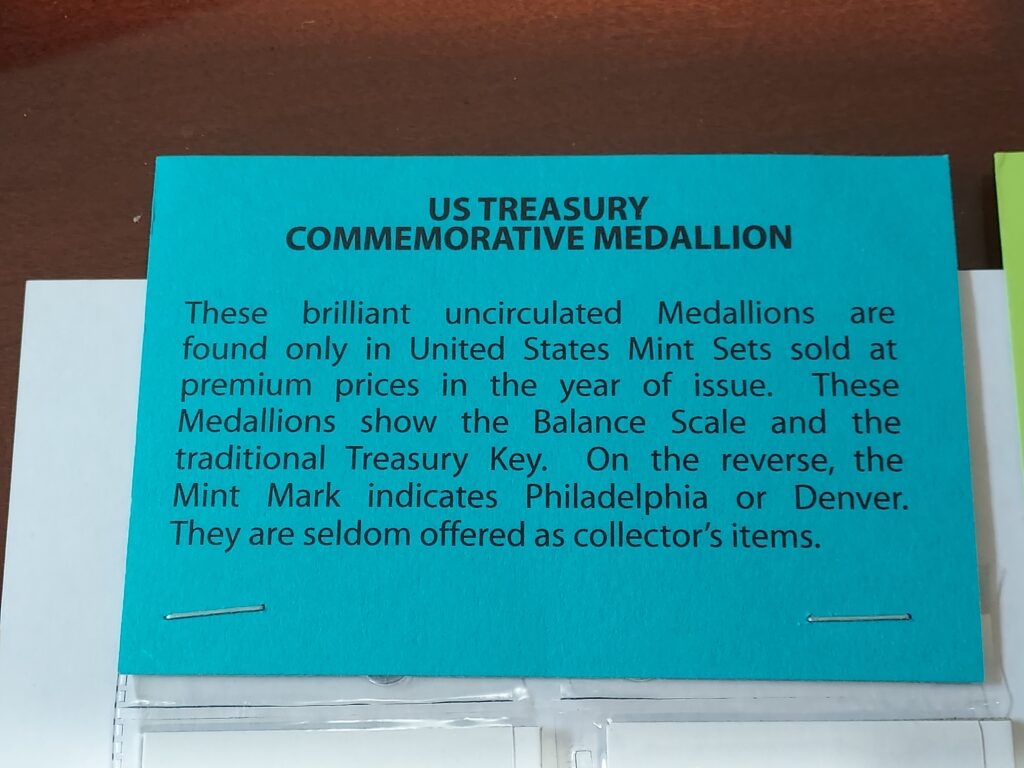 US TREASURY
COMMEMORATIVE MEDALLION
These brilliant uncirculated Medallions are
found only in United States Mint Sets sold at
premium prices in the year of issue. These
Medallions show the Balance Scale and the
traditional Treasury Key. On the reverse, the
Mint Mark indicates Philadelphia or Denver.
They are seldom offered as collector's items.